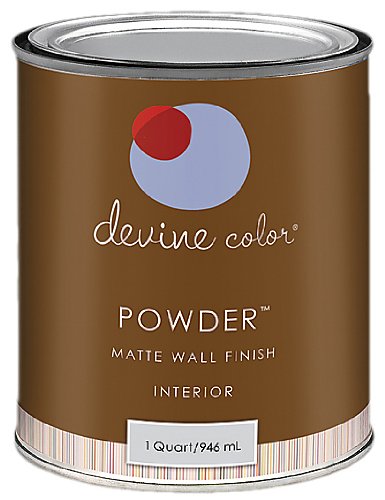 devine color®
POWDER™
MATTE WALL FINISH
INTERIOR
1 Quart/946 mL